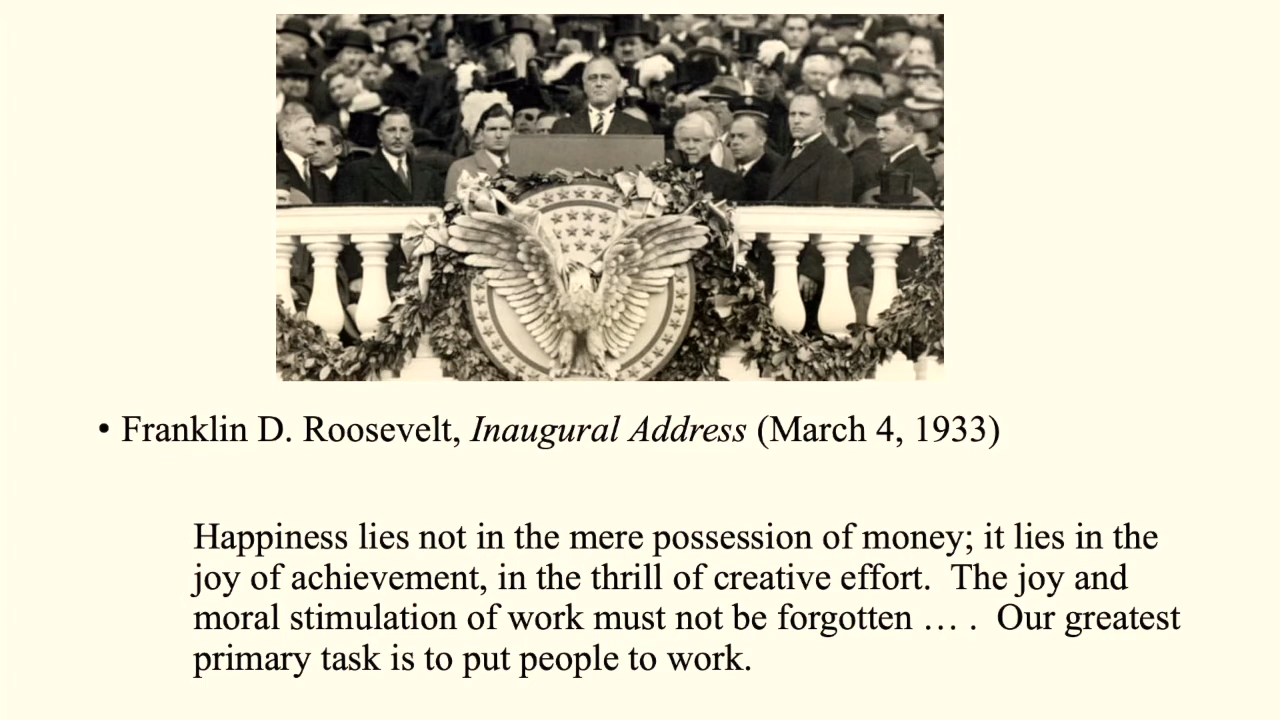 • Franklin D. Roosevelt, Inaugural Address (March 4, 1933)
Happiness lies not in the mere possession of money; it lies in the
joy of achievement, in the thrill of creative effort.  The joy and
moral stimulation of work must not be forgotten … .  Our greatest
primary task is to put people to work.